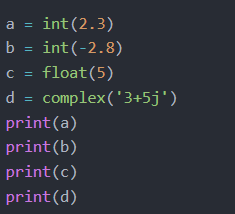 a = int(2.3)
b = int(-2.8)
c = float(5)
d = complex('3+5j')
print(a)
print(b)
print(c)
print(d)